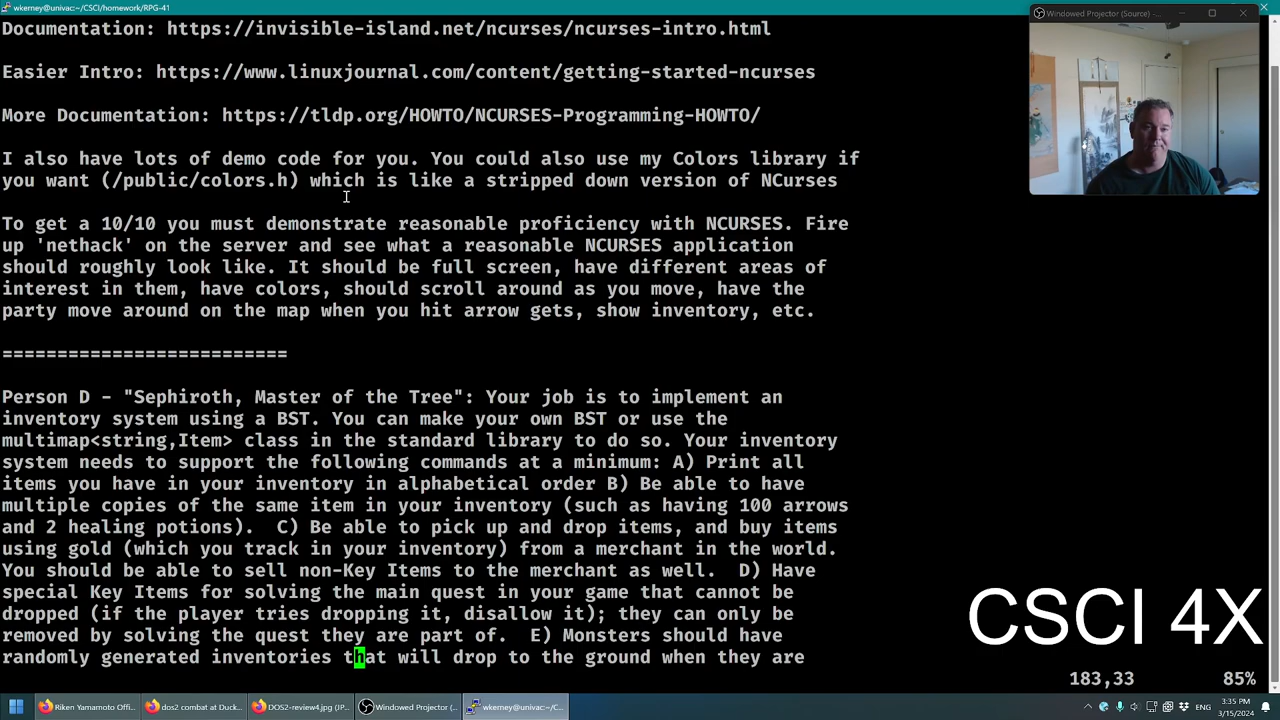 wkerney@univac:~/CSCI/homework/RPG-41
Windowed Projector (Source) -...
Documentation: https://invisible-island.net/ncurses/ncurses-intro.html
Easier Intro: https://www.linuxjournal.com/content/getting-started-ncurses
More Documentation: https://tldp.org/HOWTO/NCURSES-Programming-HOWTO/
I also have lots of demo code for you. You could also use my Colors library if
you want (/public/colors.h) which is like a stripped down version of NCurses
To get a 10/10 you must demonstrate reasonable proficiency with NCURSES. Fire
up 'nethack' on the server and see what a reasonable NCURSES application
should roughly look like. It should be full screen, have different areas of
interest in them, have colors, should scroll around as you move, have the
party move around on the map when you hit arrow gets, show inventory, etc.
==========================
Person D - "Sephiroth, Master of the Tree": Your job is to implement an
inventory system using a BST. You can make your own BST or use the
multimap<string,Item> class in the standard library to do so. Your inventory
system needs to support the following commands at a minimum: A) Print all
items you have in your inventory in alphabetical order B) Be able to have
multiple copies of the same item in your inventory (such as having 100 arrows
and 2 healing potions).  C) Be able to pick up and drop items, and buy items
using gold (which you track in your inventory) from a merchant in the world.
You should be able to sell non-Key Items to the merchant as well.  D) Have
special Key Items for solving the main quest in your game that cannot be
dropped (if the player tries dropping it, disallow it); they can only be
removed by solving the quest they are part of.  E) Monsters should have
randomly generated inventories that will drop to the ground when they are
CSCI 4X
183,33 85%
Riken Yamamoto Offi...
dos2 combat at Duck...
DOS2-review4.jpg (JP...
Windowed Projector (...
wkerney@univac:~/C...
3:35 PM
3/15/2024